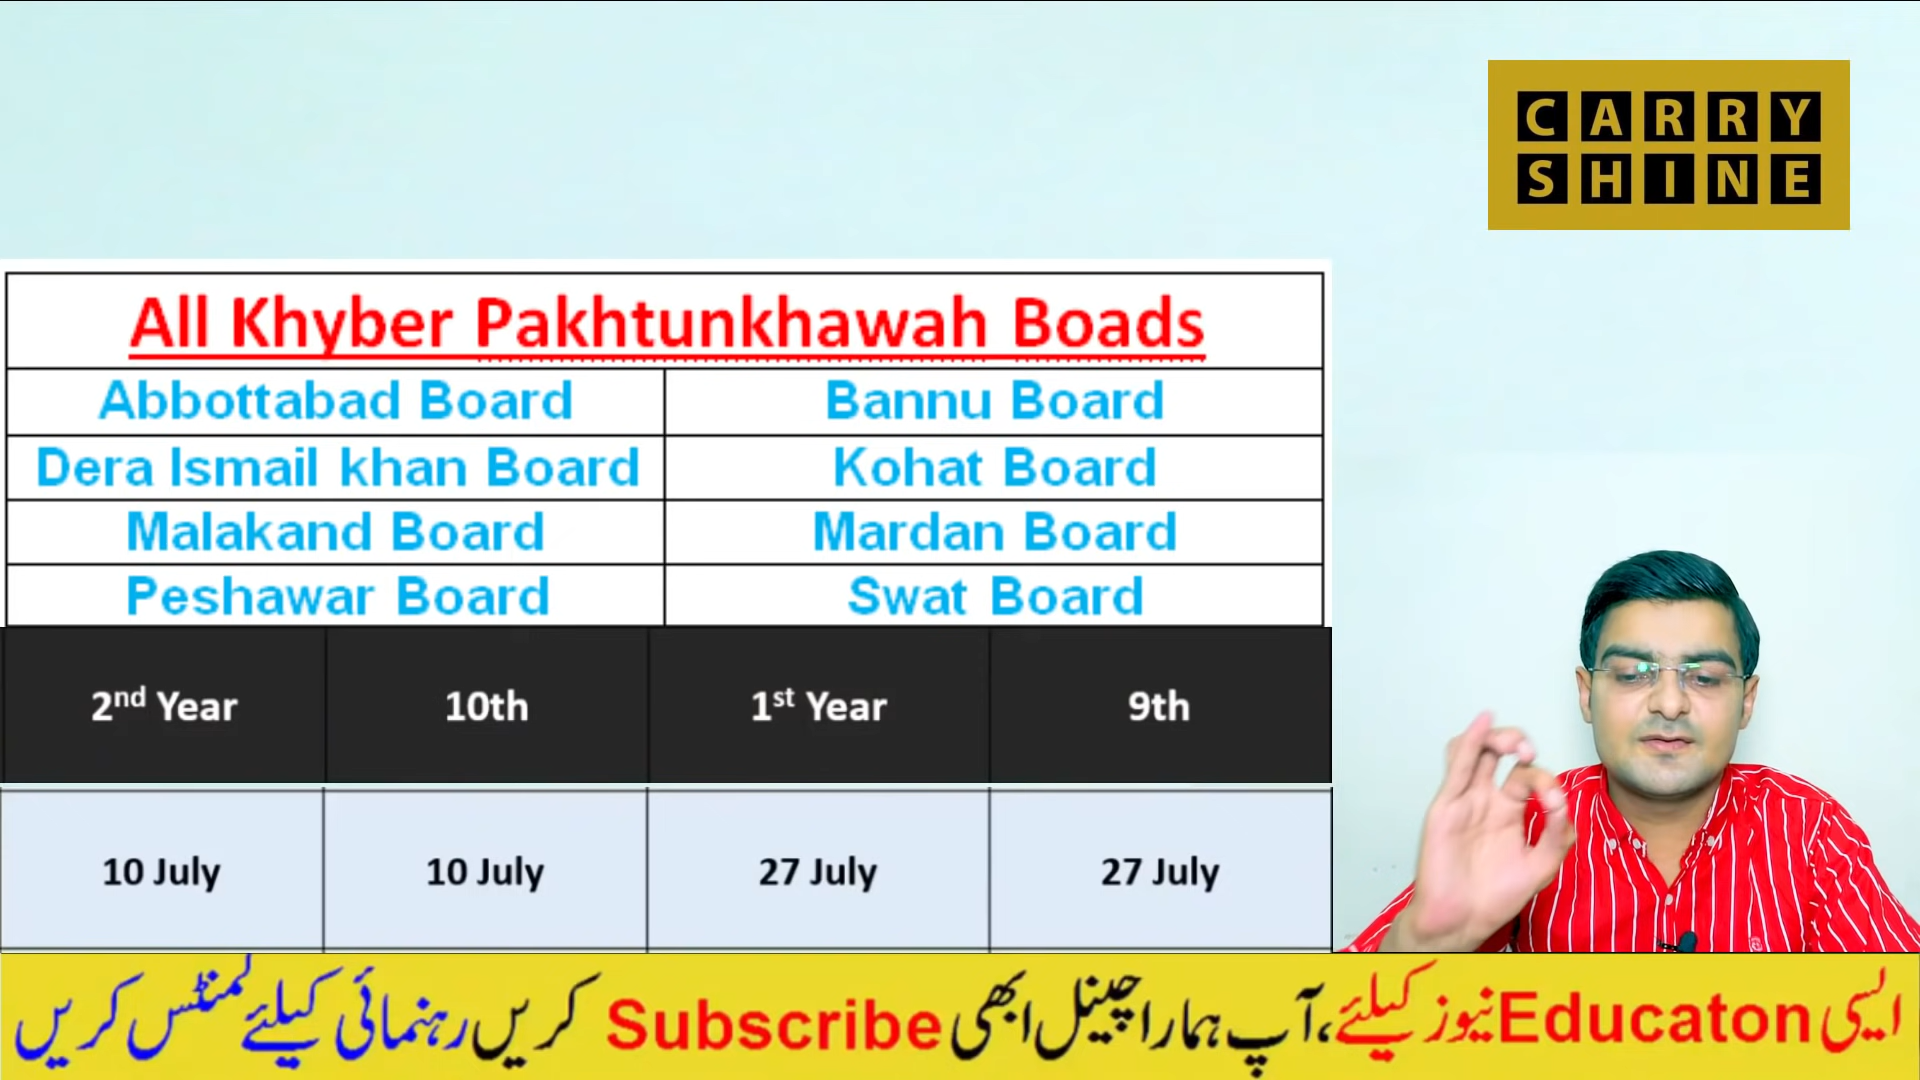 CARRY
SHINE
All Khyber Pakhtunkhawah Boads
Abbottabad Board
Bannu Board
Dera Ismail khan Board
Kohat Board
Malakand Board
Mardan Board
Peshawar Board
Swat Board
2nd Year
10th
1st Year
9th
10 July
10 July
27 July
27 July
ایسی Educaton نیوز کیلئے، آپ ہمارا چینل ابھی Subscribe کریں رہنمائی کیلئے کمنٹس کریں